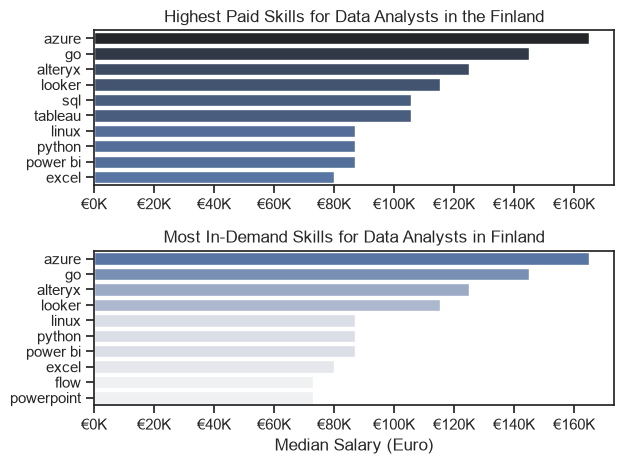 Highest Paid Skills for Data Analysts in the Finland
azure
go
alteryx
looker
sql
tableau
linux
python
power bi
excel
€0K €20K €40K €60K €80K €100K €120K €140K €160K
Most In-Demand Skills for Data Analysts in Finland
azure
go
alteryx
looker
linux
python
power bi
excel
flow
powerpoint
€0K €20K €40K €60K €80K €100K €120K €140K €160K
Median Salary (Euro)